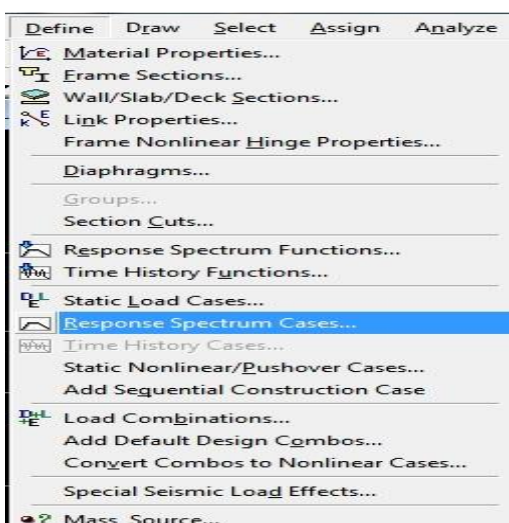 Define Draw Select Assign Analyze
Material Properties...
Frame Sections...
Wall/Slab/Deck Sections...
Link Properties...
Frame Nonlinear Hinge Properties...
Diaphragms...
Groups...
Section Cuts...
Response Spectrum Functions...
Time History Functions...
Static Load Cases...
Response Spectrum Cases...
Time History Cases...
Static Nonlinear/Pushover Cases...
Add Sequential Construction Case
Load Combinations...
Add Default Design Combos...
Convert Combos to Nonlinear Cases...
Special Seismic Load Effects...
Mass Source...